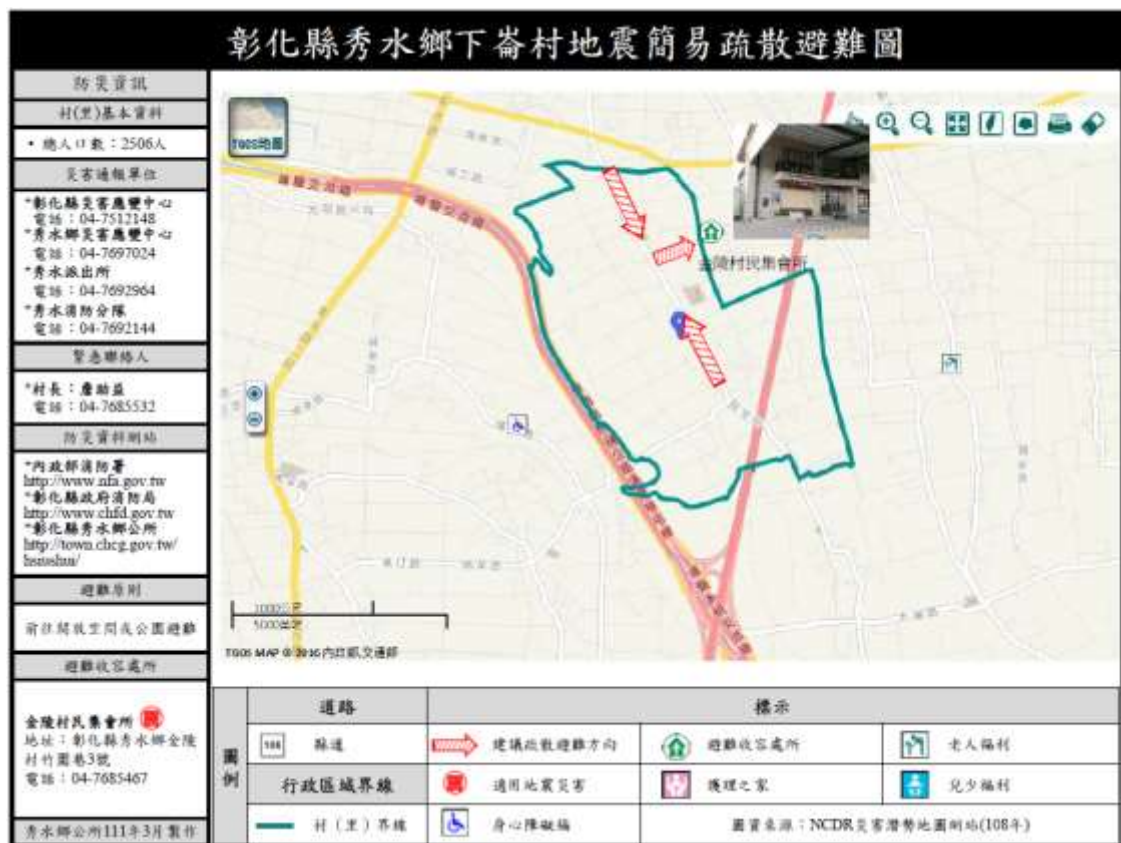 彰化縣秀水鄉下崙村地震簡易疏散避難圖
防災資訊
村(里)基本資料
• 總人口數：2506人
災害通報單位
*彰化縣災害應變中心
電話：04-7512148
*秀水鄉災害應變中心
電話：04-7697024
*秀水派出所
電話：04-7692964
*秀水消防分隊
電話：04-7692144
緊急聯絡人
*村長：詹助益
電話：04-7685532
防災資料網站
*內政部消防署
http://www.nfa.gov.tw
*彰化縣政府消防局
http://www.chfd.gov.tw
*彰化縣秀水鄉公所
http://town.chcg.gov.tw/
hsiushui/
避難原則
前往開放空間或公園避難
避難收容處所
金陵村民集會所
地址：彰化縣秀水鄉金陵
村竹圍巷3號
電話：04-7685467
秀水鄉公所111年3月製作
TGOS地圖
金陵村民集會所
1000公尺
5000英呎
TGOS MAP © 2016 內政部,交通部
圖例
道路
標示
108 縣道
建議疏散避難方向
避難收容處所
老人福利
行政區域界線
適用地震災害
護理之家
兒少福利
村（里）界線
身心障礙福
圖資來源：NCDR災害潛勢地圖網站(108年)